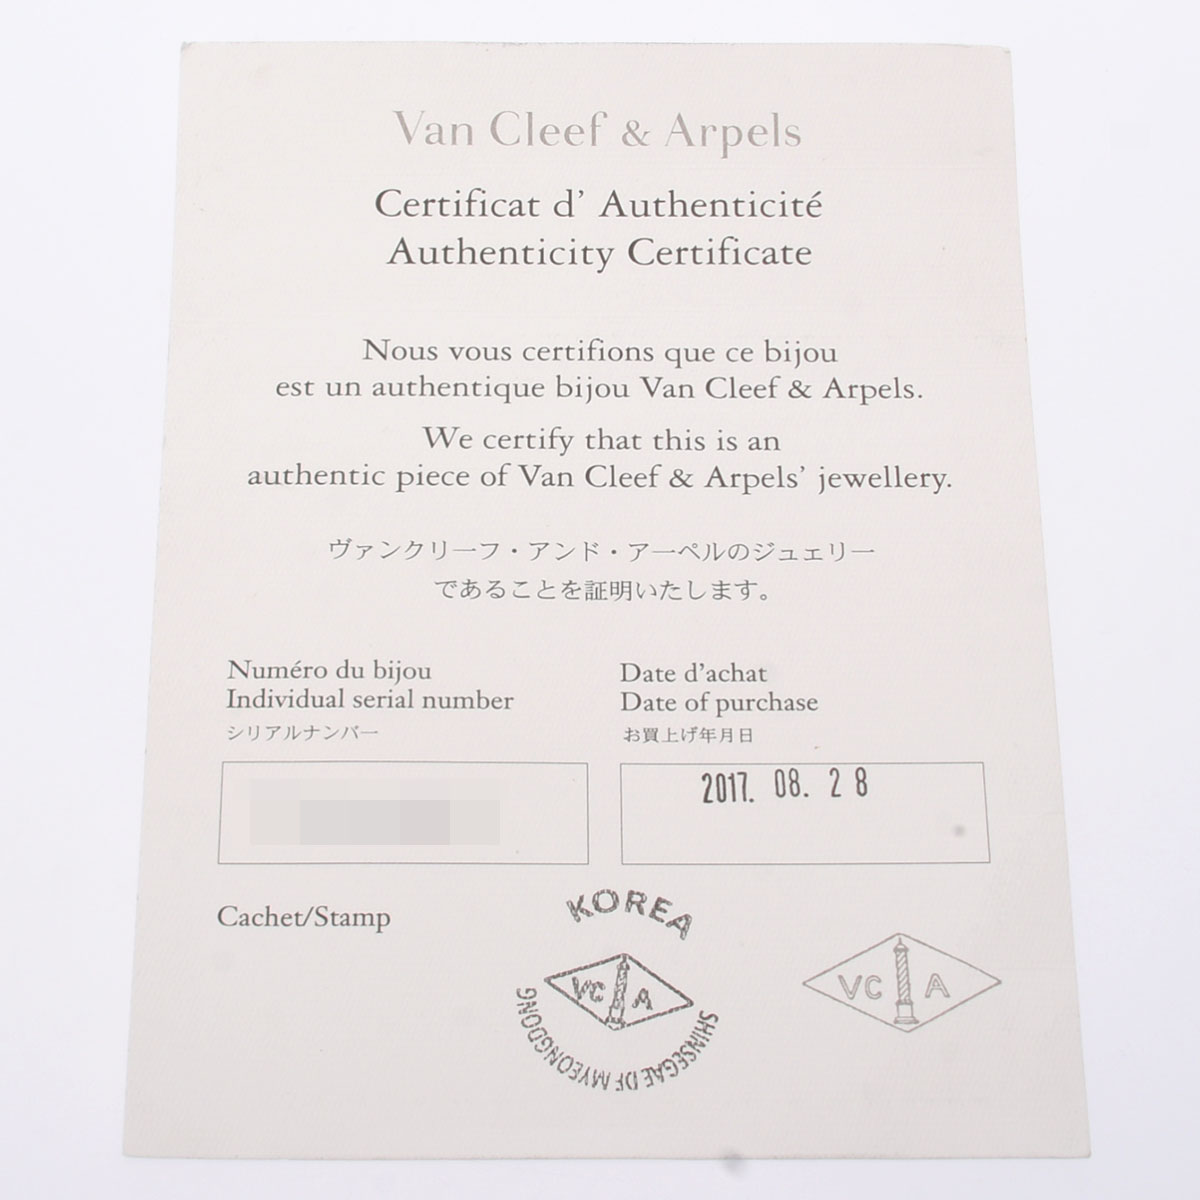 Van Cleef & Arpels
Certificat d' Authenticité
Authenticity Certificate
Nous vous certifions que ce bijou
est un authentique bijou Van Cleef & Arpels.
We certify that this is an
authentic piece of Van Cleef & Arpels' jewellery.
ヴァンクリーフ・アンド・アーペルのジュエリー
であることを証明いたします。
Numéro du bijou
Individual serial number
シリアルナンバー
Date d'achat
Date of purchase
お買上げ年月日
2017. 08. 28
Cachet/Stamp
KOREA
VC A
SHINSEGAE DF MYEONGDONG
VC A